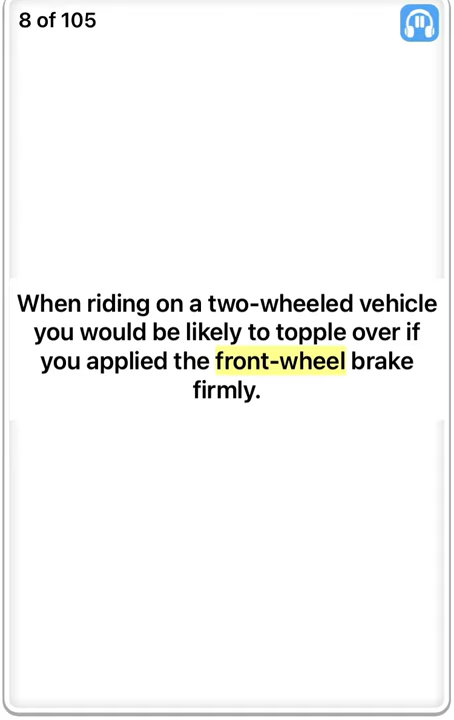 8 of 105
When riding on a two-wheeled vehicle
you would be likely to topple over if
you applied the front-wheel brake
firmly.